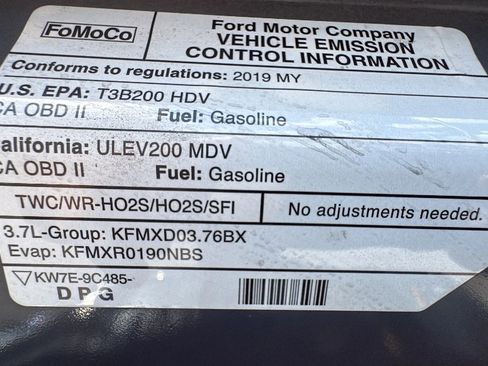 FoMoCo
Ford Motor Company
VEHICLE EMISSION
CONTROL INFORMATION
Conforms to regulations: 2019 MY
U.S. EPA: T3B200 HDV
CA OBD II Fuel: Gasoline
California: ULEV200 MDV
CA OBD II Fuel: Gasoline
TWC/WR-HO2S/HO2S/SFI No adjustments needed.
3.7L-Group: KFMXD03.76BX
Evap: KFMXR0190NBS
KW7E-9C485-
D P G